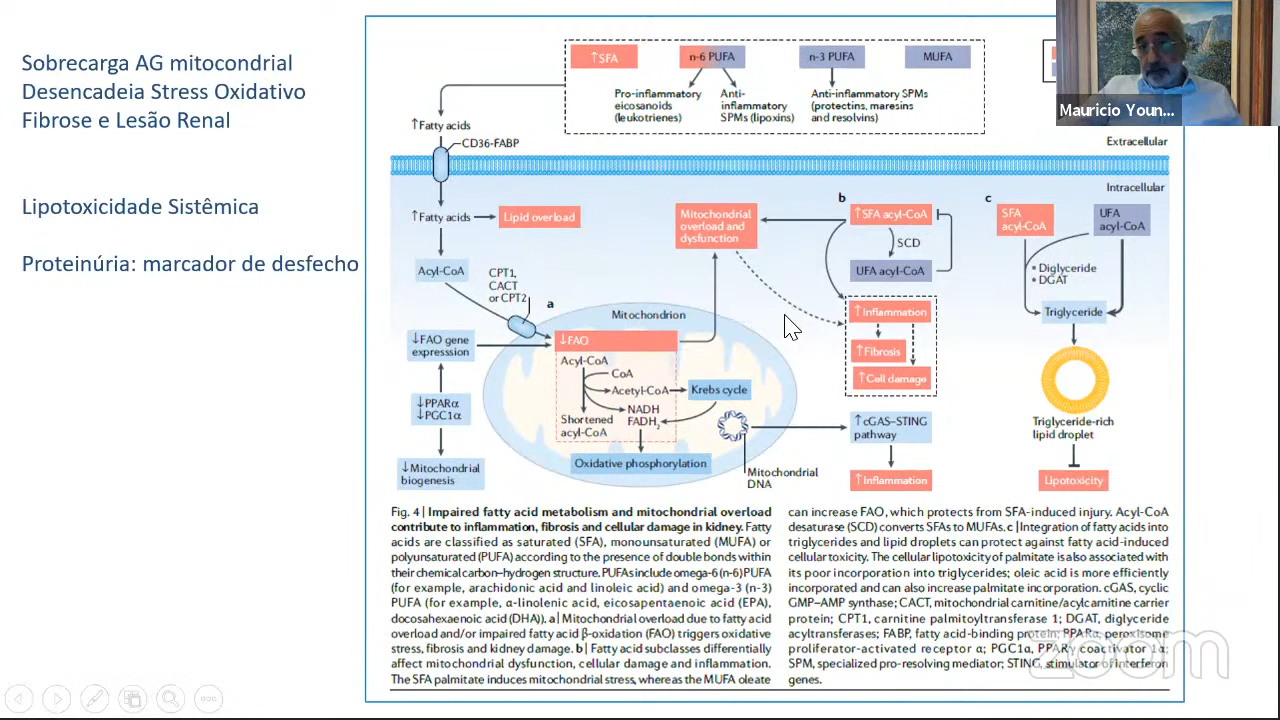 Sobrecarga AG mitocondrial
Desencadeia Stress Oxidativo
Fibrose e Lesão Renal
Lipotoxicidade Sistêmica
Proteinúria: marcador de desfecho
↑SFA
n-6 PUFA
n-3 PUFA
MUFA
Pro-inflammatory
eicosanoids
(leukotrienes)
Anti-
inflammatory
SPMs (lipoxins)
Anti-inflammatory SPMs
(protectins, maresins
and resolvins)
↑Fatty acids
CD36-FABP
Extracellular
Intracellular
↑Fatty acids
Lipid overload
Acyl-CoA
CPT1,
CACT
or CPT2
a
Mitochondrion
↓FAO gene
expresssion
↓FAO
Acyl-CoA
CoA
Acetyl-CoA
Krebs cycle
NADH
FADH2
Shortened
acyl-CoA
Oxidative phosphorylation
↓PPARα
↓PGC1α
↓Mitochondrial
biogenesis
Mitochondrial
DNA
Mitochondrial
overload and
dysfunction
b
↑SFA acyl-CoA
SCD
UFA acyl-CoA
↑Inflammation
↑Fibrosis
↑Cell damage
↑cGAS–STING
pathway
↑Inflammation
c
SFA
acyl-CoA
UFA
acyl-CoA
• Diglyceride
• DGAT
Triglyceride
Triglyceride-rich
lipid droplet
Lipotoxicity
Fig. 4 | Impaired fatty acid metabolism and mitochondrial overload
contribute to inflammation, fibrosis and cellular damage in kidney. Fatty
acids are classified as saturated (SFA), monounsaturated (MUFA) or
polyunsaturated (PUFA) according to the presence of double bonds within
their chemical carbon–hydrogen structure. PUFAs include omega-6 (n-6) PUFA
(for example, arachidonic acid and linoleic acid) and omega-3 (n-3)
PUFA (for example, α-linolenic acid, eicosapentaenoic acid (EPA),
docosahexaenoic acid (DHA)). a | Mitochondrial overload due to fatty acid
overload and/or impaired fatty acid β-oxidation (FAO) triggers oxidative
stress, fibrosis and kidney damage. b | Fatty acid subclasses differentially
affect mitochondrial dysfunction, cellular damage and inflammation.
The SFA palmitate induces mitochondrial stress, whereas the MUFA oleate
can increase FAO, which protects from SFA-induced injury. Acyl-CoA
desaturase (SCD) converts SFAs to MUFAs. c | Integration of fatty acids into
triglycerides and lipid droplets can protect against fatty acid-induced
cellular toxicity. The cellular lipotoxicity of palmitate is also associated with
its poor incorporation into triglycerides; oleic acid is more efficiently
incorporated and can also increase palmitate incorporation. cGAS, cyclic
GMP–AMP synthase; CACT, mitochondrial carnitine/acylcarnitine carrier
protein; CPT1, carnitine palmitoyltransferase 1; DGAT, diglyceride
acyltransferases; FABP, fatty acid-binding protein; PPARα, peroxisome
proliferator-activated receptor α; PGC1α, PPARγ coactivator 1α;
SPM, specialized pro-resolving mediator; STING, stimulator of interferon
genes.
Mauricio Youn...
zoom